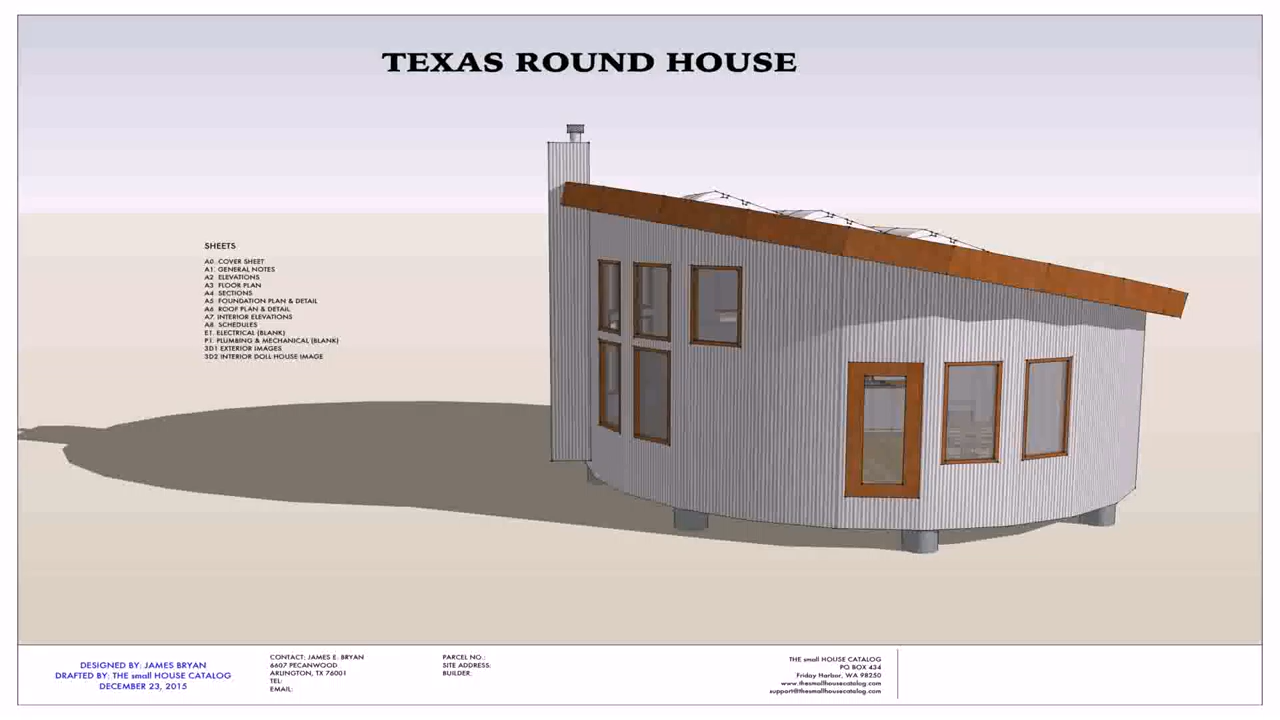 TEXAS ROUND HOUSE
SHEETS
A0. COVER SHEET
A1. GENERAL NOTES
A2. ELEVATIONS
A3. FLOOR PLAN
A4. SECTIONS
A5. FOUNDATION PLAN & DETAIL
A6. ROOF PLAN & DETAIL
A7. INTERIOR ELEVATIONS
A8. SCHEDULES
E1. ELECTRICAL (BLANK)
P1. PLUMBING & MECHANICAL (BLANK)
3D1 EXTERIOR IMAGES
3D2 INTERIOR DOLL HOUSE IMAGE
DESIGNED BY: JAMES BRYAN
DRAFTED BY: THE small HOUSE CATALOG
DECEMBER 23, 2015
CONTACT: JAMES E. BRYAN
6607 PECANWOOD
ARLINGTON, TX 76001
TEL:
EMAIL:
PARCEL NO.:
SITE ADDRESS:
BUILDER:
THE small HOUSE CATALOG
PO BOX 434
Friday Harbor, WA 98250
www.thesmallhousecatalog.com
support@thesmallhousecatalog.com